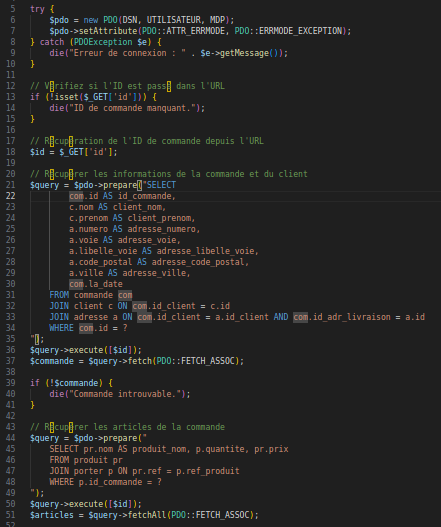 5 try {
6 $pdo = new PDO(DSN, UTILISATEUR, MDP);
7 $pdo->setAttribute(PDO::ATTR_ERRMODE, PDO::ERRMODE_EXCEPTION);
8 } catch (PDOException $e) {
9 die("Erreur de connexion : " . $e->getMessage());
10 }
11
12 // Vérifiez si l'ID est passé dans l'URL
13 if (!isset($_GET['id'])) {
14 die("ID de commande manquant.");
15 }
16
17 // Récupération de l'ID de commande depuis l'URL
18 $id = $_GET['id'];
19
20 // Récupérer les informations de la commande et du client
21 $query = $pdo->prepare("SELECT
22 com.id AS id_commande,
23 c.nom AS client_nom,
24 c.prenom AS client_prenom,
25 a.numero AS adresse_numero,
26 a.voie AS adresse_voie,
27 a.libelle_voie AS adresse_libelle_voie,
28 a.code_postal AS adresse_code_postal,
29 a.ville AS adresse_ville,
30 com.la_date
31 FROM commande com
32 JOIN client c ON com.id_client = c.id
33 JOIN adresse a ON com.id_client = a.id_client AND com.id_adr_livraison = a.id
34 WHERE com.id = ?
35 ");
36 $query->execute([$id]);
37 $commande = $query->fetch(PDO::FETCH_ASSOC);
38
39 if (!$commande) {
40 die("Commande introuvable.");
41 }
42
43 // Récupérer les articles de la commande
44 $query = $pdo->prepare("
45 SELECT pr.nom AS produit_nom, p.quantite, pr.prix
46 FROM produit pr
47 JOIN porter p ON pr.ref = p.ref_produit
48 WHERE p.id_commande = ?
49 ");
50 $query->execute([$id]);
51 $articles = $query->fetchAll(PDO::FETCH_ASSOC);
52